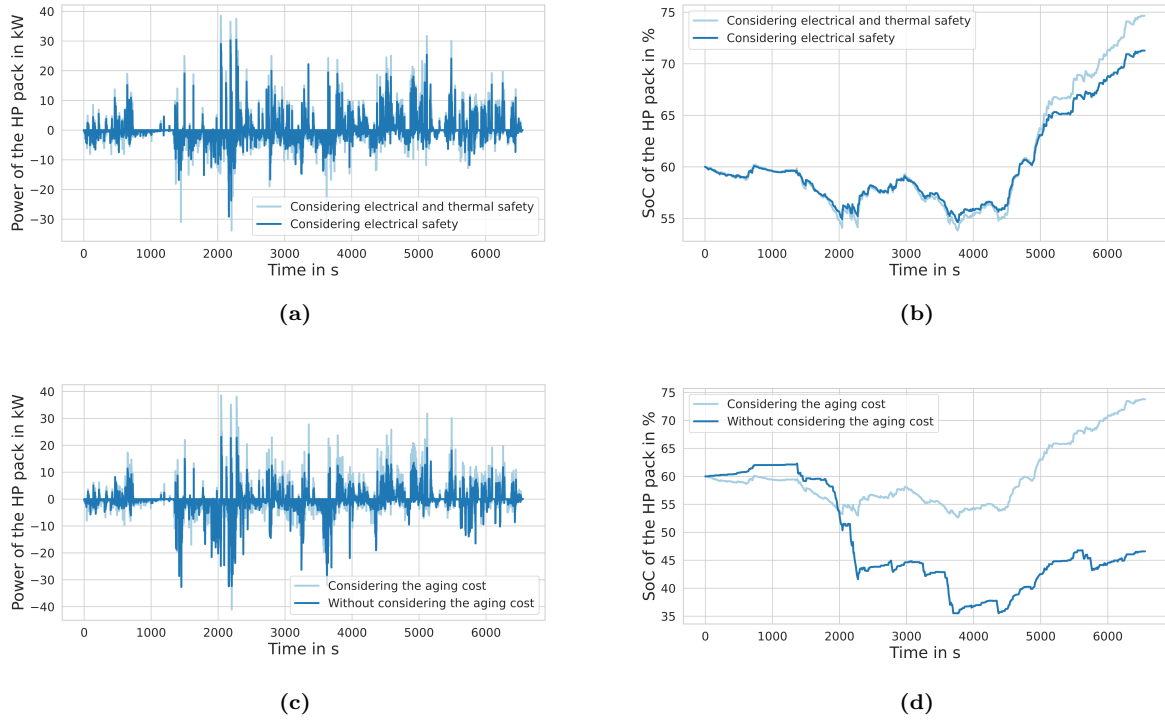 Power of the HP pack in kW
40
30
20
10
0
−10
−20
−30
Considering electrical and thermal safety
Considering electrical safety
0 1000 2000 3000 4000 5000 6000
Time in s
(a)
SoC of the HP pack in %
75
70
65
60
55
Considering electrical and thermal safety
Considering electrical safety
0 1000 2000 3000 4000 5000 6000
Time in s
(b)
Power of the HP pack in kW
40
30
20
10
0
−10
−20
−30
−40
Considering the aging cost
Without considering the aging cost
0 1000 2000 3000 4000 5000 6000
Time in s
(c)
SoC of the HP pack in %
75
70
65
60
55
50
45
40
35
Considering the aging cost
Without considering the aging cost
0 1000 2000 3000 4000 5000 6000
Time in s
(d)